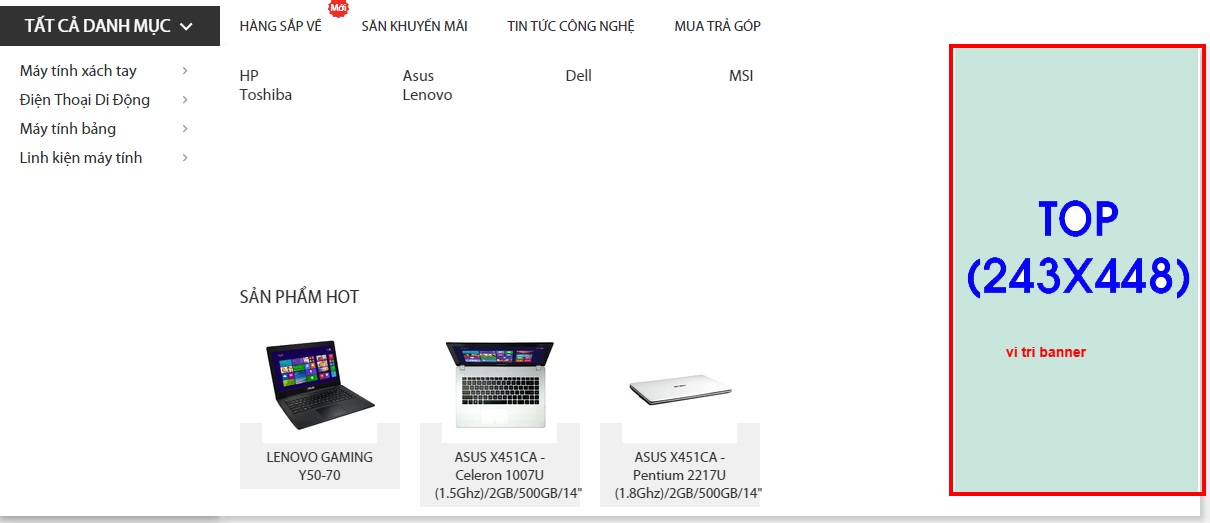 TẤT CẢ DANH MỤC
HÀNG SẮP VỀ
Mới
SĂN KHUYẾN MÃI
TIN TỨC CÔNG NGHỆ
MUA TRẢ GÓP
Máy tính xách tay
Điện Thoại Di Động
Máy tính bảng
Linh kiện máy tính
HP
Asus
Dell
MSI
Toshiba
Lenovo
TOP
(243X448)
vi tri banner
SẢN PHẨM HOT
LENOVO GAMING
Y50-70
ASUS X451CA -
Celeron 1007U
(1.5Ghz)/2GB/500GB/14"
ASUS X451CA -
Pentium 2217U
(1.8Ghz)/2GB/500GB/14"